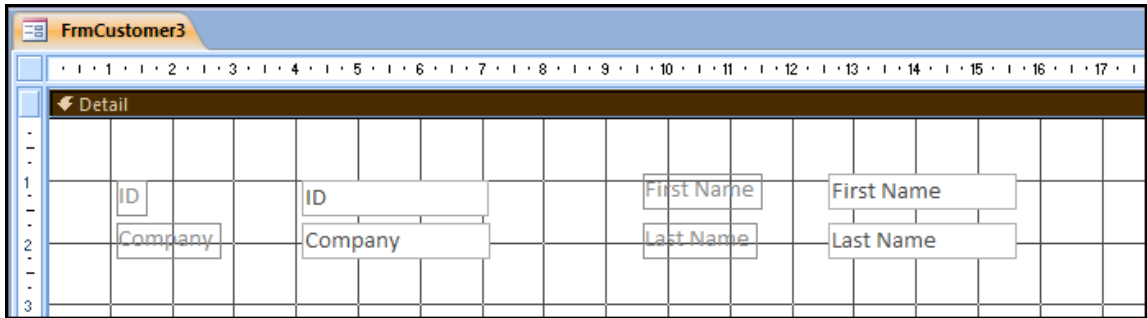 FrmCustomer3
1 2 3 4 5 6 7 8 9 10 11 12 13 14 15 16 17
Detail
1
ID ID First Name First Name
2
Company Company Last Name Last Name
3